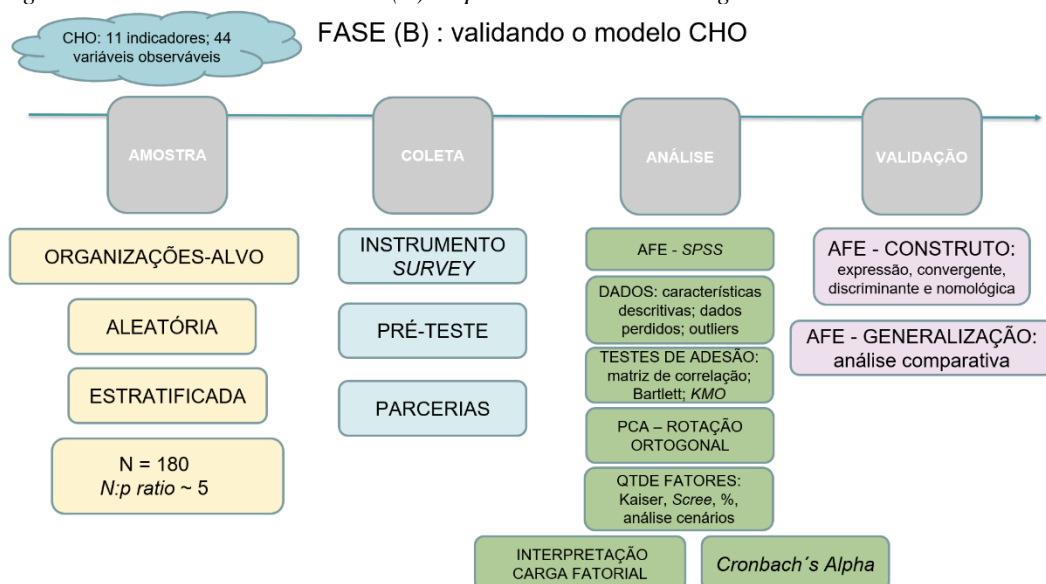 CHO: 11 indicadores; 44
variáveis observáveis
FASE (B) : validando o modelo CHO
AMOSTRA
COLETA
ANÁLISE
VALIDAÇÃO
ORGANIZAÇÕES-ALVO
ALEATÓRIA
ESTRATIFICADA
N = 180
N:p ratio ~ 5
INSTRUMENTO
SURVEY
PRÉ-TESTE
PARCERIAS
AFE - SPSS
DADOS: características
descritivas; dados
perdidos; outliers
TESTES DE ADESÃO:
matriz de correlação;
Bartlett; KMO
PCA – ROTAÇÃO
ORTOGONAL
QTDE FATORES:
Kaiser, Scree, %,
análise cenários
INTERPRETAÇÃO
CARGA FATORIAL
Cronbach´s Alpha
AFE - CONSTRUTO:
expressão, convergente,
discriminante e nomológica
AFE - GENERALIZAÇÃO:
análise comparativa